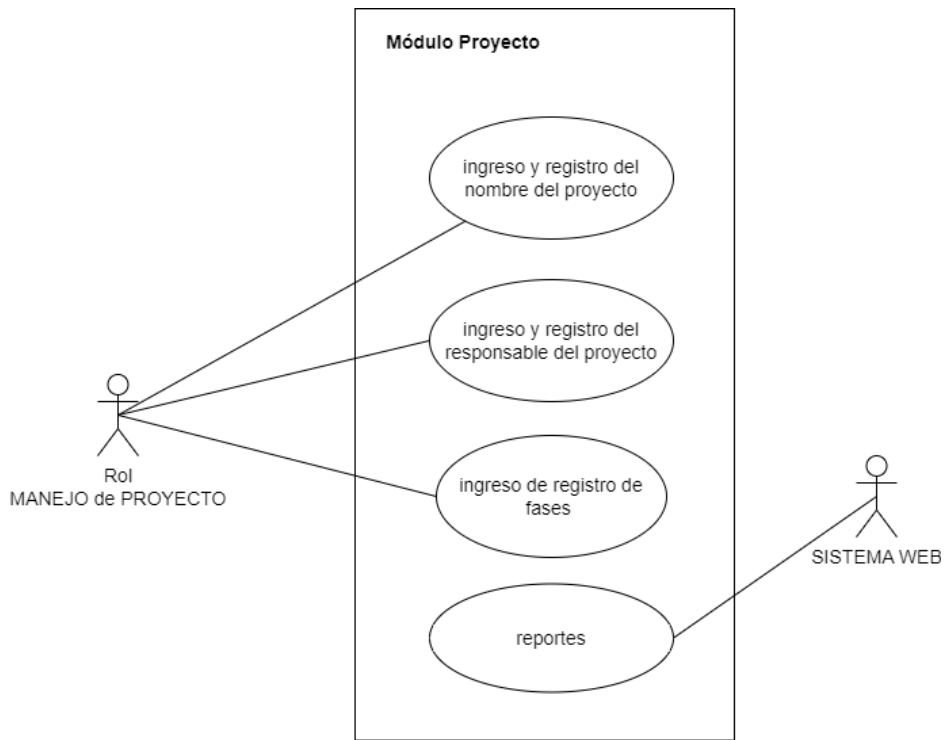 Módulo Proyecto
ingreso y registro del
nombre del proyecto
ingreso y registro del
responsable del proyecto
Rol
MANEJO de PROYECTO
ingreso de registro de
fases
SISTEMA WEB
reportes